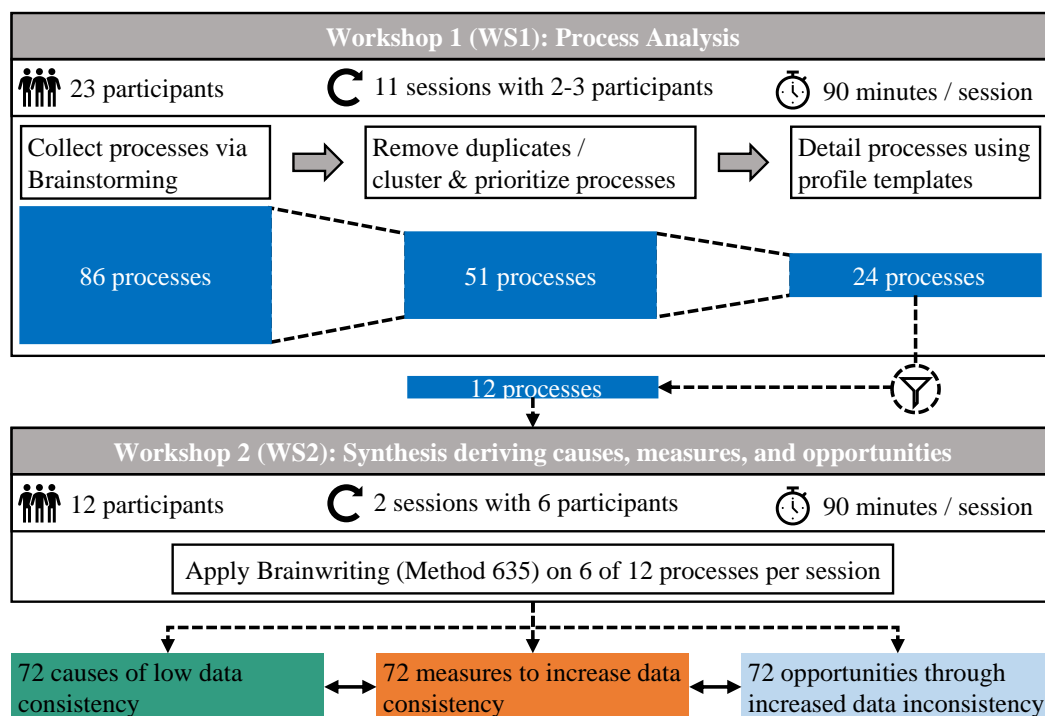 Workshop 1 (WS1): Process Analysis
23 participants
11 sessions with 2-3 participants
90 minutes / session
Collect processes via
Brainstorming
Remove duplicates /
cluster & prioritize processes
Detail processes using
profile templates
86 processes
51 processes
24 processes
12 processes
Workshop 2 (WS2): Synthesis deriving causes, measures, and opportunities
12 participants
2 sessions with 6 participants
90 minutes / session
Apply Brainwriting (Method 635) on 6 of 12 processes per session
72 causes of low data
consistency
72 measures to increase data
consistency
72 opportunities through
increased data inconsistency